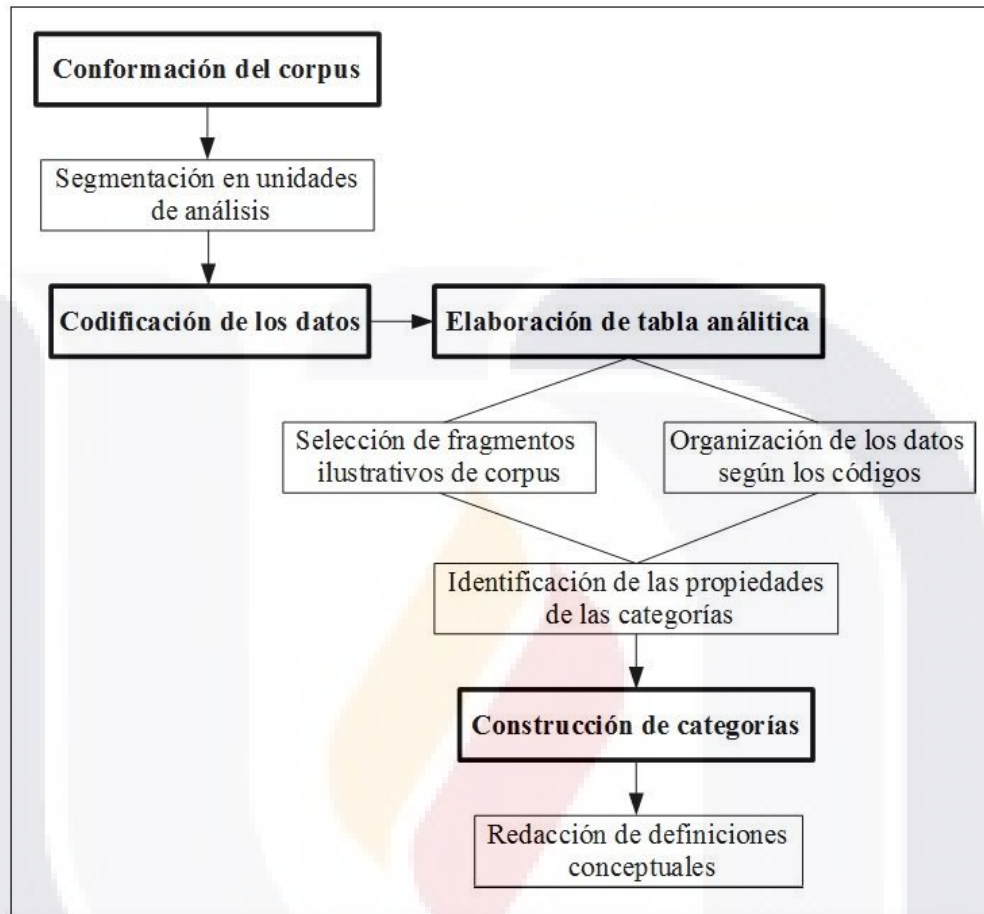 Conformación del corpus
Segmentación en unidades
de análisis
Codificación de los datos
Elaboración de tabla análitica
Selección de fragmentos
ilustrativos de corpus
Organización de los datos
según los códigos
Identificación de las propiedades
de las categorías
Construcción de categorías
Redacción de definiciones
conceptuales